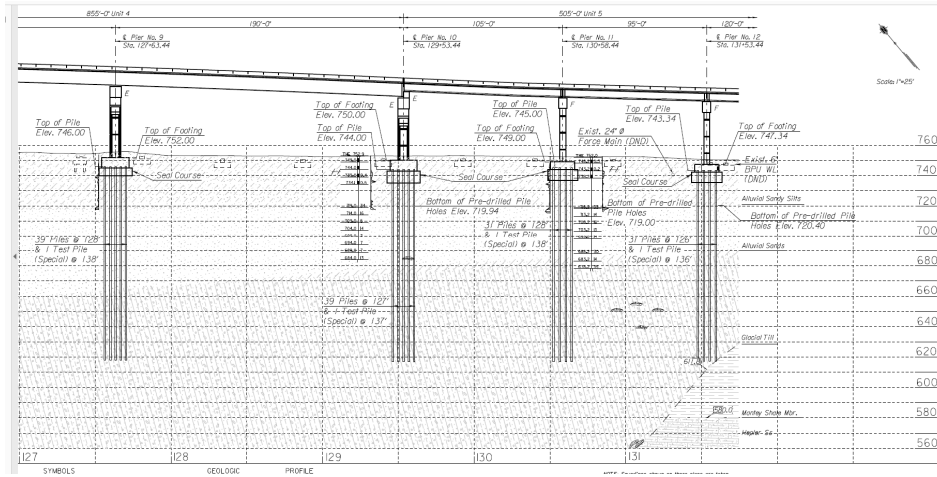 855'-0" Unit 4
505'-0" Unit 5
190'-0"
105'-0"
95'-0"
120'-0"
℄ Pier No. 9
Sta. 127+63.44
℄ Pier No. 10
Sta. 129+53.44
℄ Pier No. 11
Sta. 130+58.44
℄ Pier No. 12
Sta. 131+53.44
Scale: 1"=25'
E
E
E
F
F
Top of Pile
Elev. 746.00
Top of Footing
Elev. 752.00
Top of Footing
Elev. 750.00
Top of Pile
Elev. 744.00
Top of Pile
Elev. 745.00
Top of Footing
Elev. 749.00
Exist. 24" Ø
Force Main (DND)
Top of Pile
Elev. 743.34
Top of Footing
Elev. 747.34
Exist. 6"
BPU WL
(DND)
Seal Course
Seal Course
Seal Course
Bottom of Pre-drilled Pile
Holes Elev. 719.94
Bottom of Pre-drilled
Pile Holes
Elev. 719.00
Bottom of Pre-drilled Pile
Holes Elev. 720.40
Alluvial Sandy Silts
Alluvial Sands
39 Piles @ 128'
& 1 Test Pile
(Special) @ 138'
39 Piles @ 127'
& 1 Test Pile
(Special) @ 137'
31 Piles @ 128'
& 1 Test Pile
(Special) @ 138'
31 Piles @ 126'
& 1 Test Pile
(Special) @ 136'
760
740
720
700
680
660
640
620
600
580
560
Glacial Till
580.0
Hepler Ss
127
128
129
130
131
SYMBOLS
GEOLOGIC PROFILE